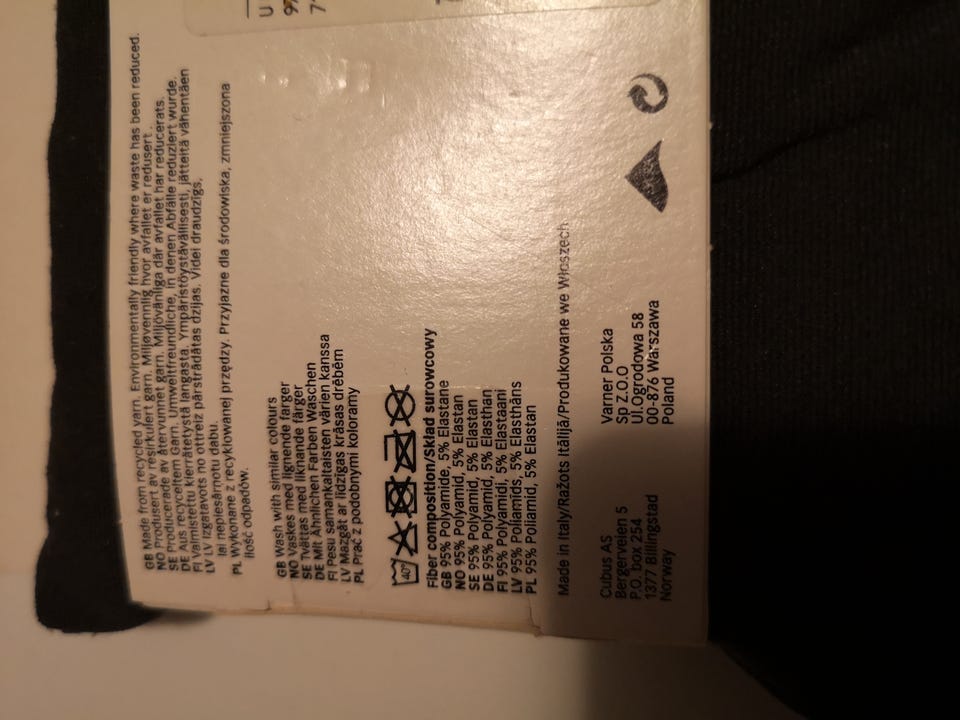 GB Made from recycled yarn. Environmentally friendly where waste has been reduced.
NO Produsert av resirkulert garn. Miljøvennlig hvor avfallet er redusert.
SE Producerade av återvunnet garn. Miljövänliga där avfallet har reducerats.
DE Aus recyceltem Garn. Umweltfreundliche, in denen Abfälle reduziert wurde.
FI Valmistettu kierrätetystä langasta. Ympäristöystävällisesti, jätteitä vähentäen
LV Izgatavots no otrreiz pārstrādātas dzijas. Videi draudzīgs,
lai nepiesārņotu dabu.
PL Wykonane z recyklowanej przędzy. Przyjazne dla środowiska, zmniejszona
ilość odpadów.
GB Wash with similar colours
NO Vaskes med lignende farger
SE Tvättas med liknande färger
DE Mit Ähnlichen Farben Waschen
FI Pesu samankaltaisten värien kanssa
LV Mazgāt ar līdzīgas krāsas drēbēm
PL Prać z podobnymi koloramy
40°
Fiber composition/Skład surowcowy
GB 95% Polyamide, 5% Elastane
NO 95% Polyamid, 5% Elastan
SE 95% Polyamid, 5% Elastan
DE 95% Polyamid, 5% Elasthan
FI 95% Polyamidi, 5% Elastaani
LV 95% Poliamīds, 5% Elasthāns
PL 95% Poliamid, 5% Elastan
Made in Italy/Ražots Itālijā/Produkowane we Włoszech
Cubus AS
Bergerveien 5
P.O. box 254
1377 Billingstad
Norway
Varner Polska
Sp Z.O.O
Ul.Ogrodowa 58
00-876 Warszawa
Poland